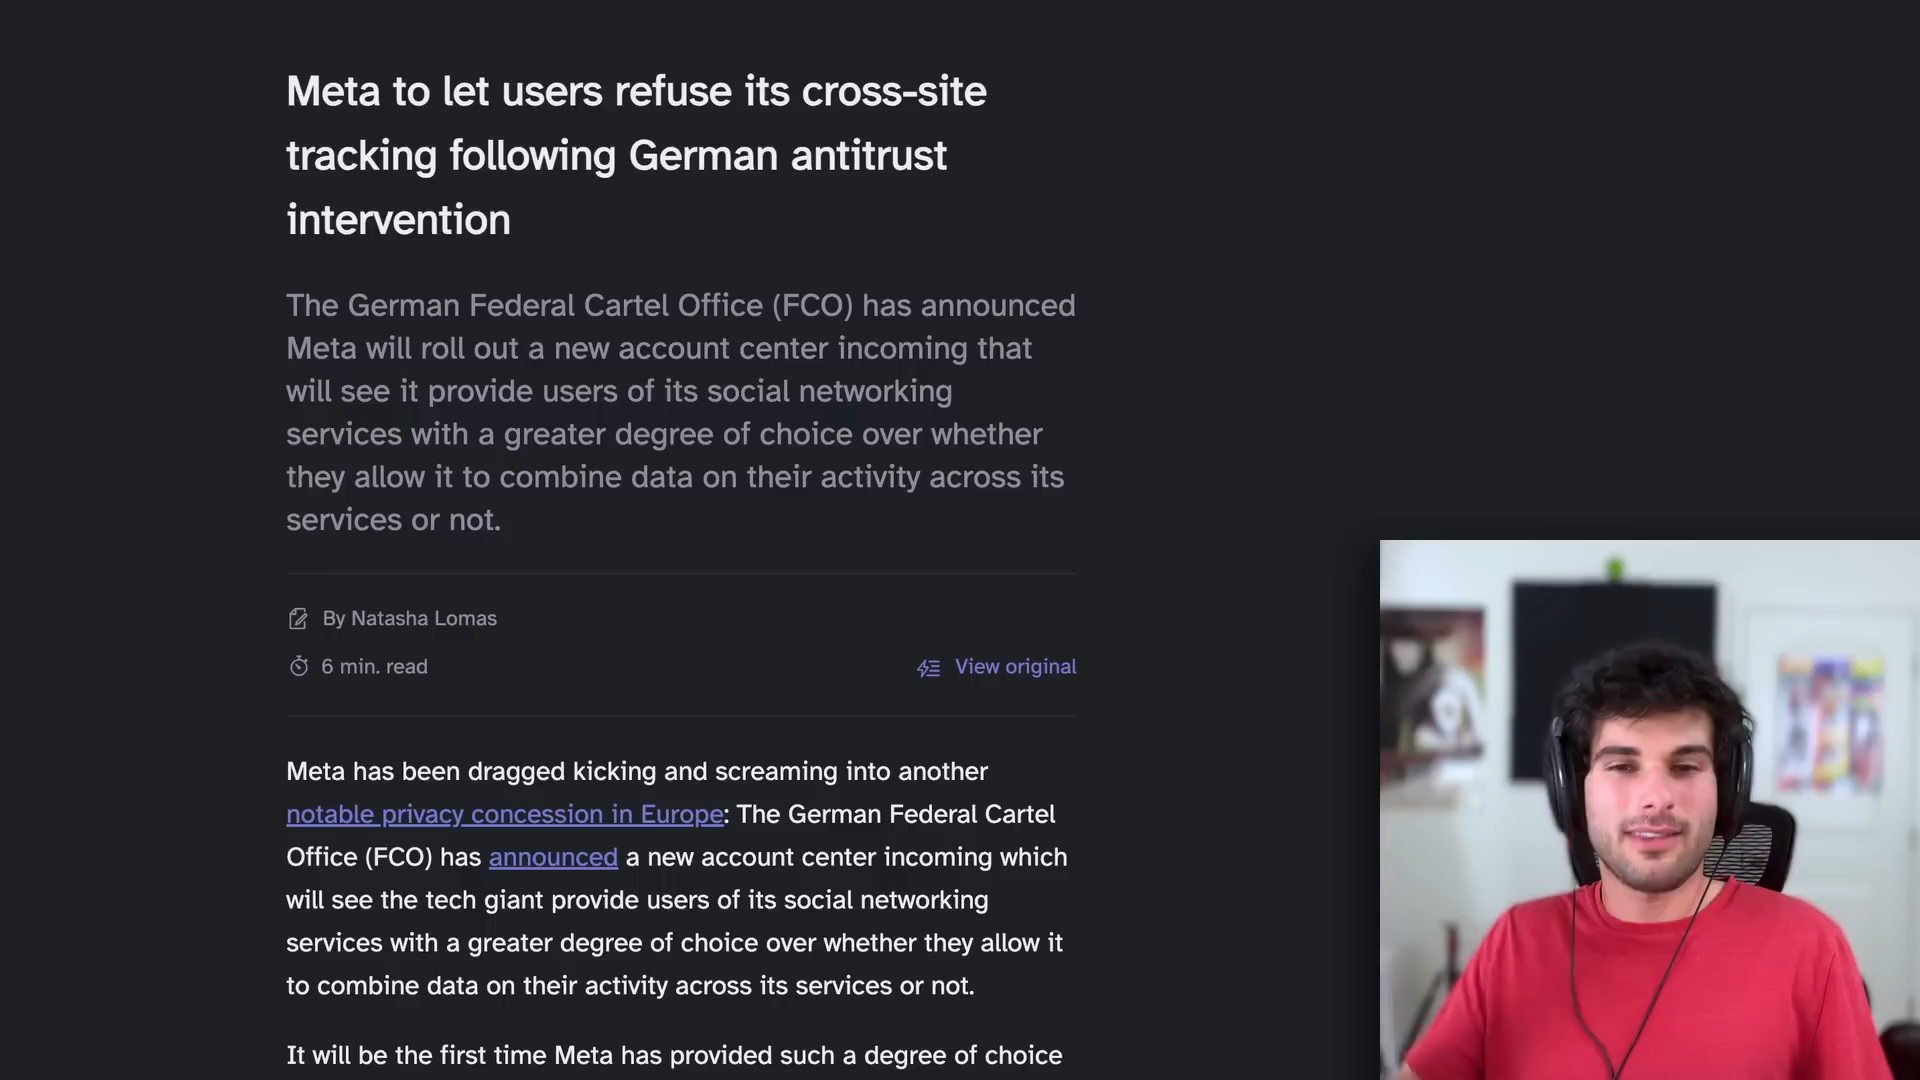 Meta to let users refuse its cross-site
tracking following German antitrust
intervention
The German Federal Cartel Office (FCO) has announced
Meta will roll out a new account center incoming that
will see it provide users of its social networking
services with a greater degree of choice over whether
they allow it to combine data on their activity across its
services or not.
By Natasha Lomas
6 min. read
View original
Meta has been dragged kicking and screaming into another
notable privacy concession in Europe: The German Federal Cartel
Office (FCO) has announced a new account center incoming which
will see the tech giant provide users of its social networking
services with a greater degree of choice over whether they allow it
to combine data on their activity across its services or not.
It will be the first time Meta has provided such a degree of choice